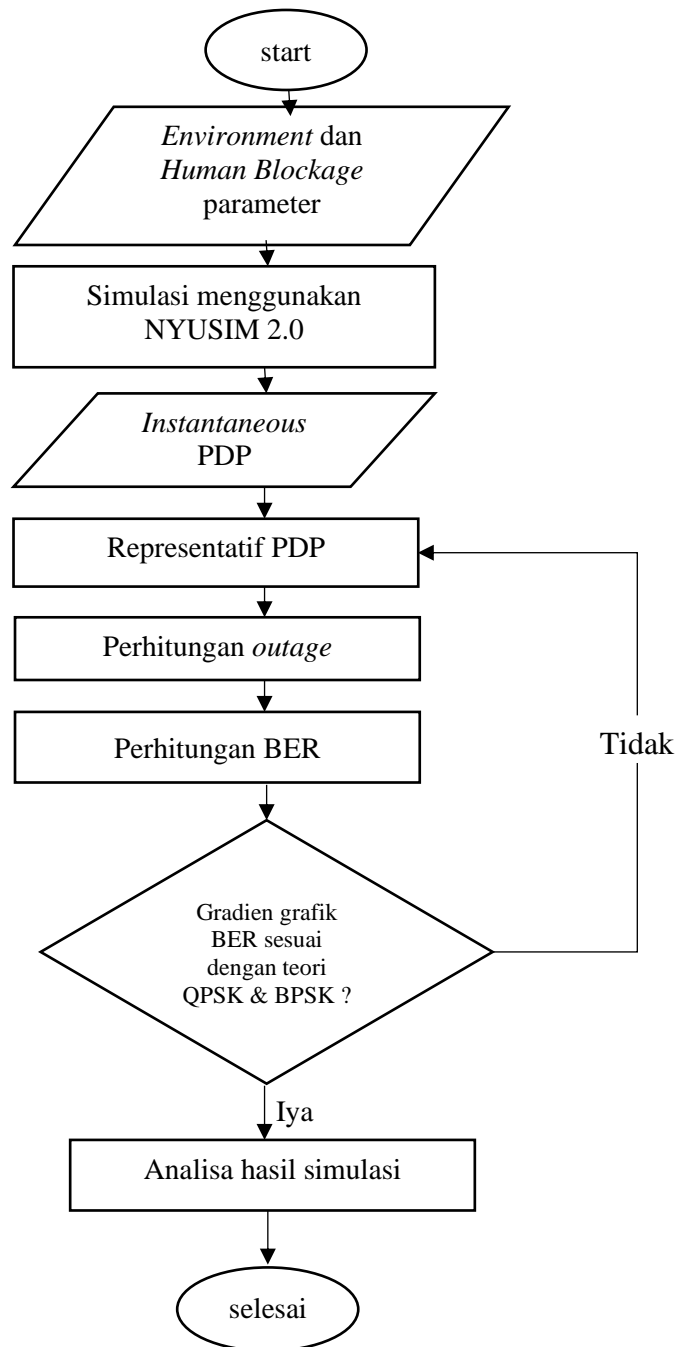 start
Environment dan
Human Blockage
parameter
Simulasi menggunakan
NYUSIM 2.0
Instantaneous
PDP
Representatif PDP
Perhitungan outage
Perhitungan BER
Tidak
Gradien grafik
BER sesuai
dengan teori
QPSK & BPSK ?
Iya
Analisa hasil simulasi
selesai